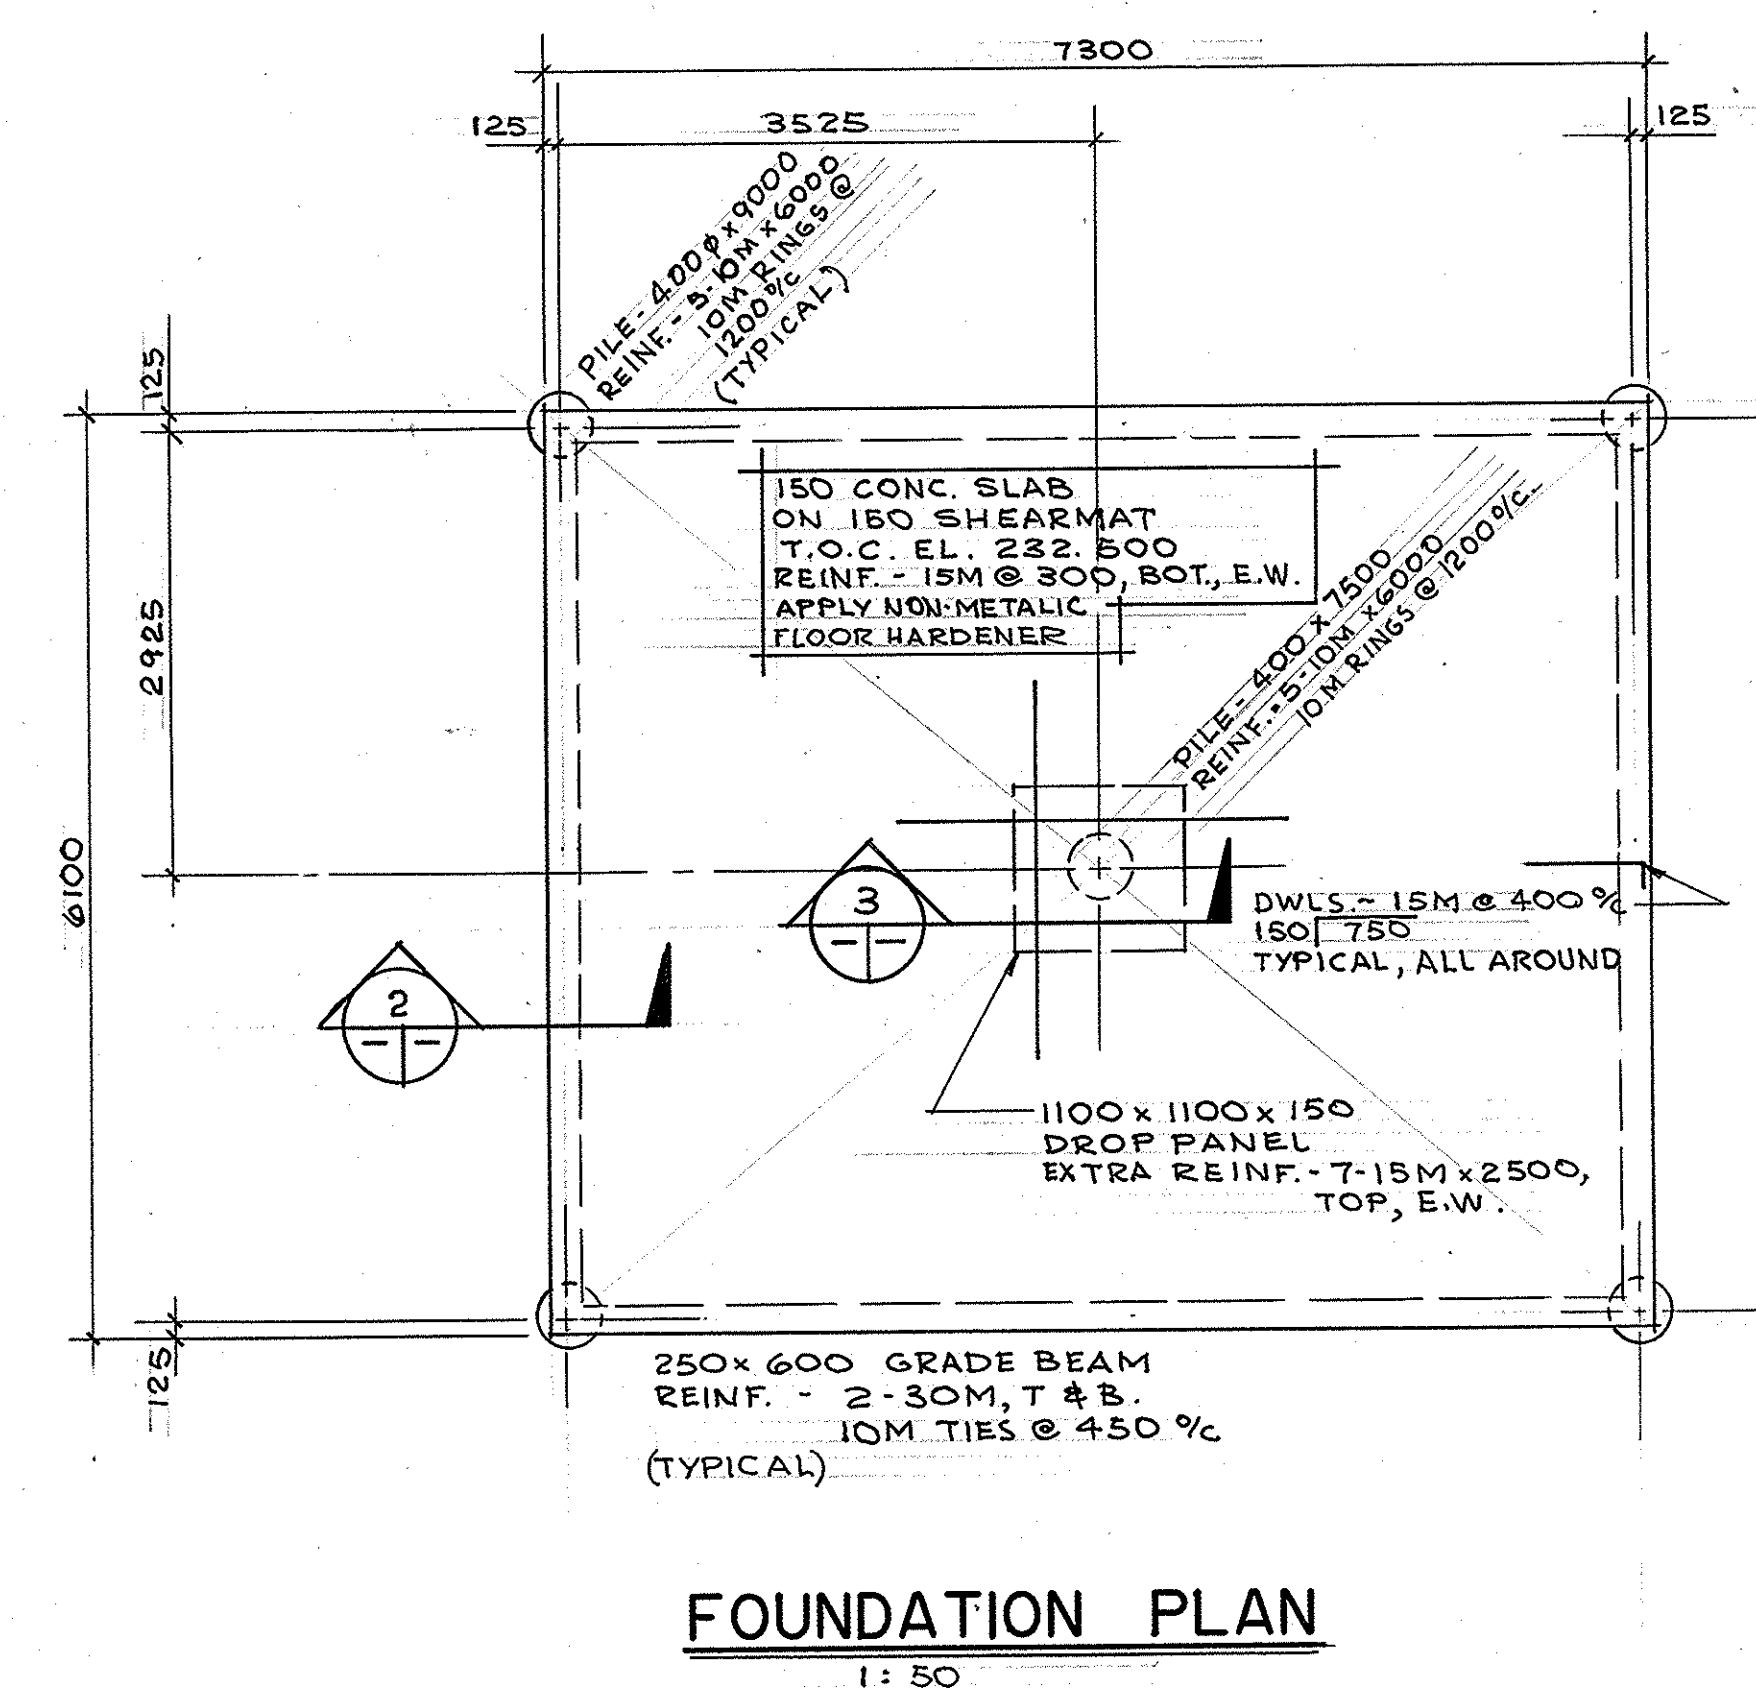 7300
125
3525
125
PILE - 400 φ x 9000
REINF. - 5-10M x 6000
10M RINGS @
1200 º/c
(TYPICAL)
125
150 CONC. SLAB
ON 150 SHEARMAT
T.O.C. EL. 232.500
REINF. - 15M @ 300, BOT., E.W.
APPLY NON-METALIC
FLOOR HARDENER
PILE - 400 x 7500
REINF. - 5-10M x 6000
10M RINGS @ 1200 º/c.
2925
6100
3
2
DWLS. - 15M @ 400 º/c
150 750
TYPICAL, ALL AROUND
1100 x 1100 x 150
DROP PANEL
EXTRA REINF. - 7-15M x 2500,
TOP, E.W.
125
250 x 600 GRADE BEAM
REINF. - 2-30M, T & B.
10M TIES @ 450 º/c
(TYPICAL)
FOUNDATION PLAN
1:50